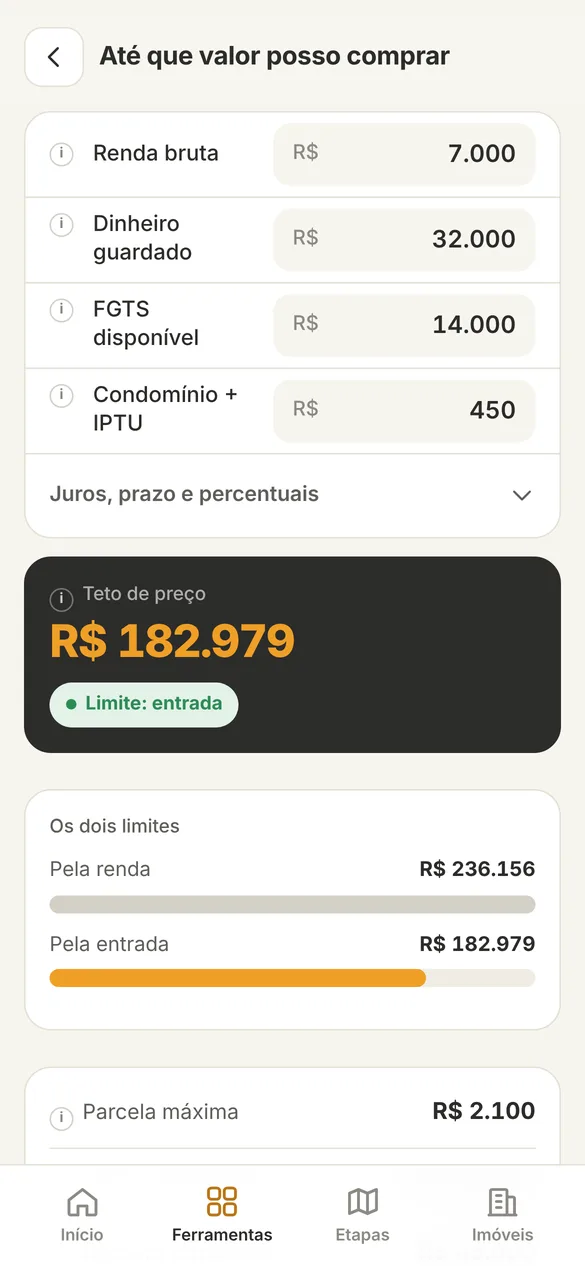 Até que valor posso comprar
Renda bruta R$ 7.000
Dinheiro
guardado R$ 32.000
FGTS
disponível R$ 14.000
Condomínio +
IPTU R$ 450
Juros, prazo e percentuais
Teto de preço
R$ 182.979
Limite: entrada
Os dois limites
Pela renda R$ 236.156
Pela entrada R$ 182.979
Parcela máxima R$ 2.100
Início Ferramentas Etapas Imóveis